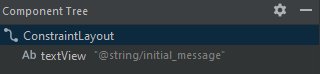 Component Tree
ConstraintLayout
Ab textView "@string/initial_message"